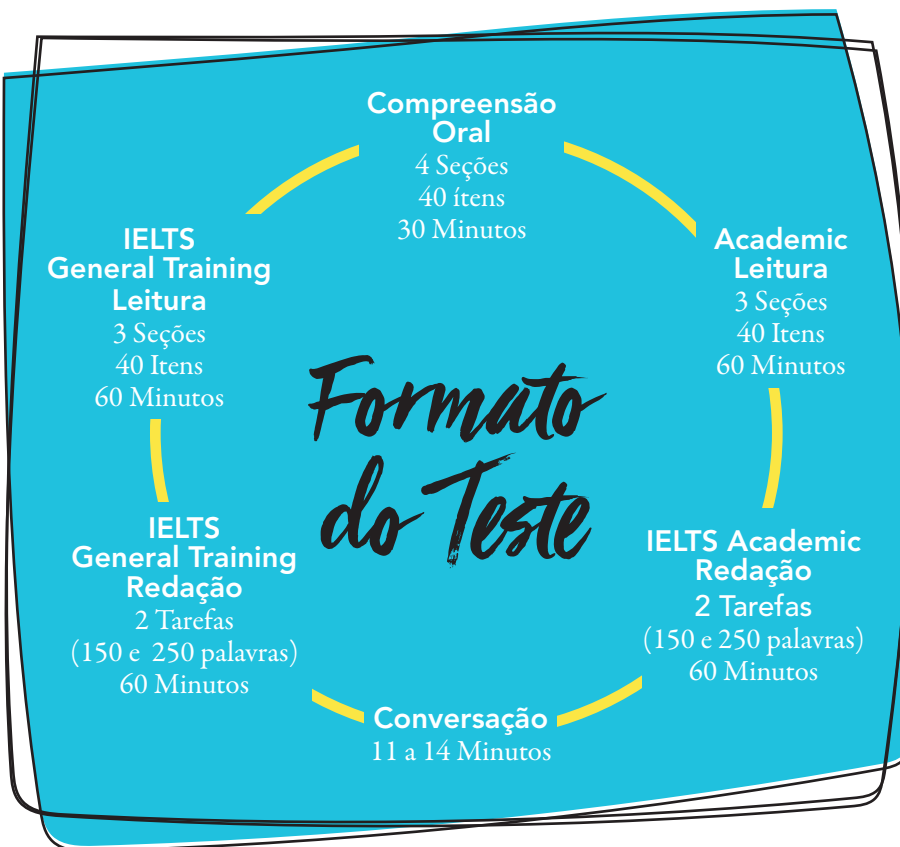 Compreensão
Oral
4 Seções
40 ítens
30 Minutos
Academic
Leitura
3 Seções
40 Itens
60 Minutos
IELTS Academic
Redação
2 Tarefas
(150 e 250 palavras)
60 Minutos
Conversação
11 a 14 Minutos
IELTS
General Training
Redação
2 Tarefas
(150 e 250 palavras)
60 Minutos
IELTS
General Training
Leitura
3 Seções
40 Itens
60 Minutos
Formato
do Teste